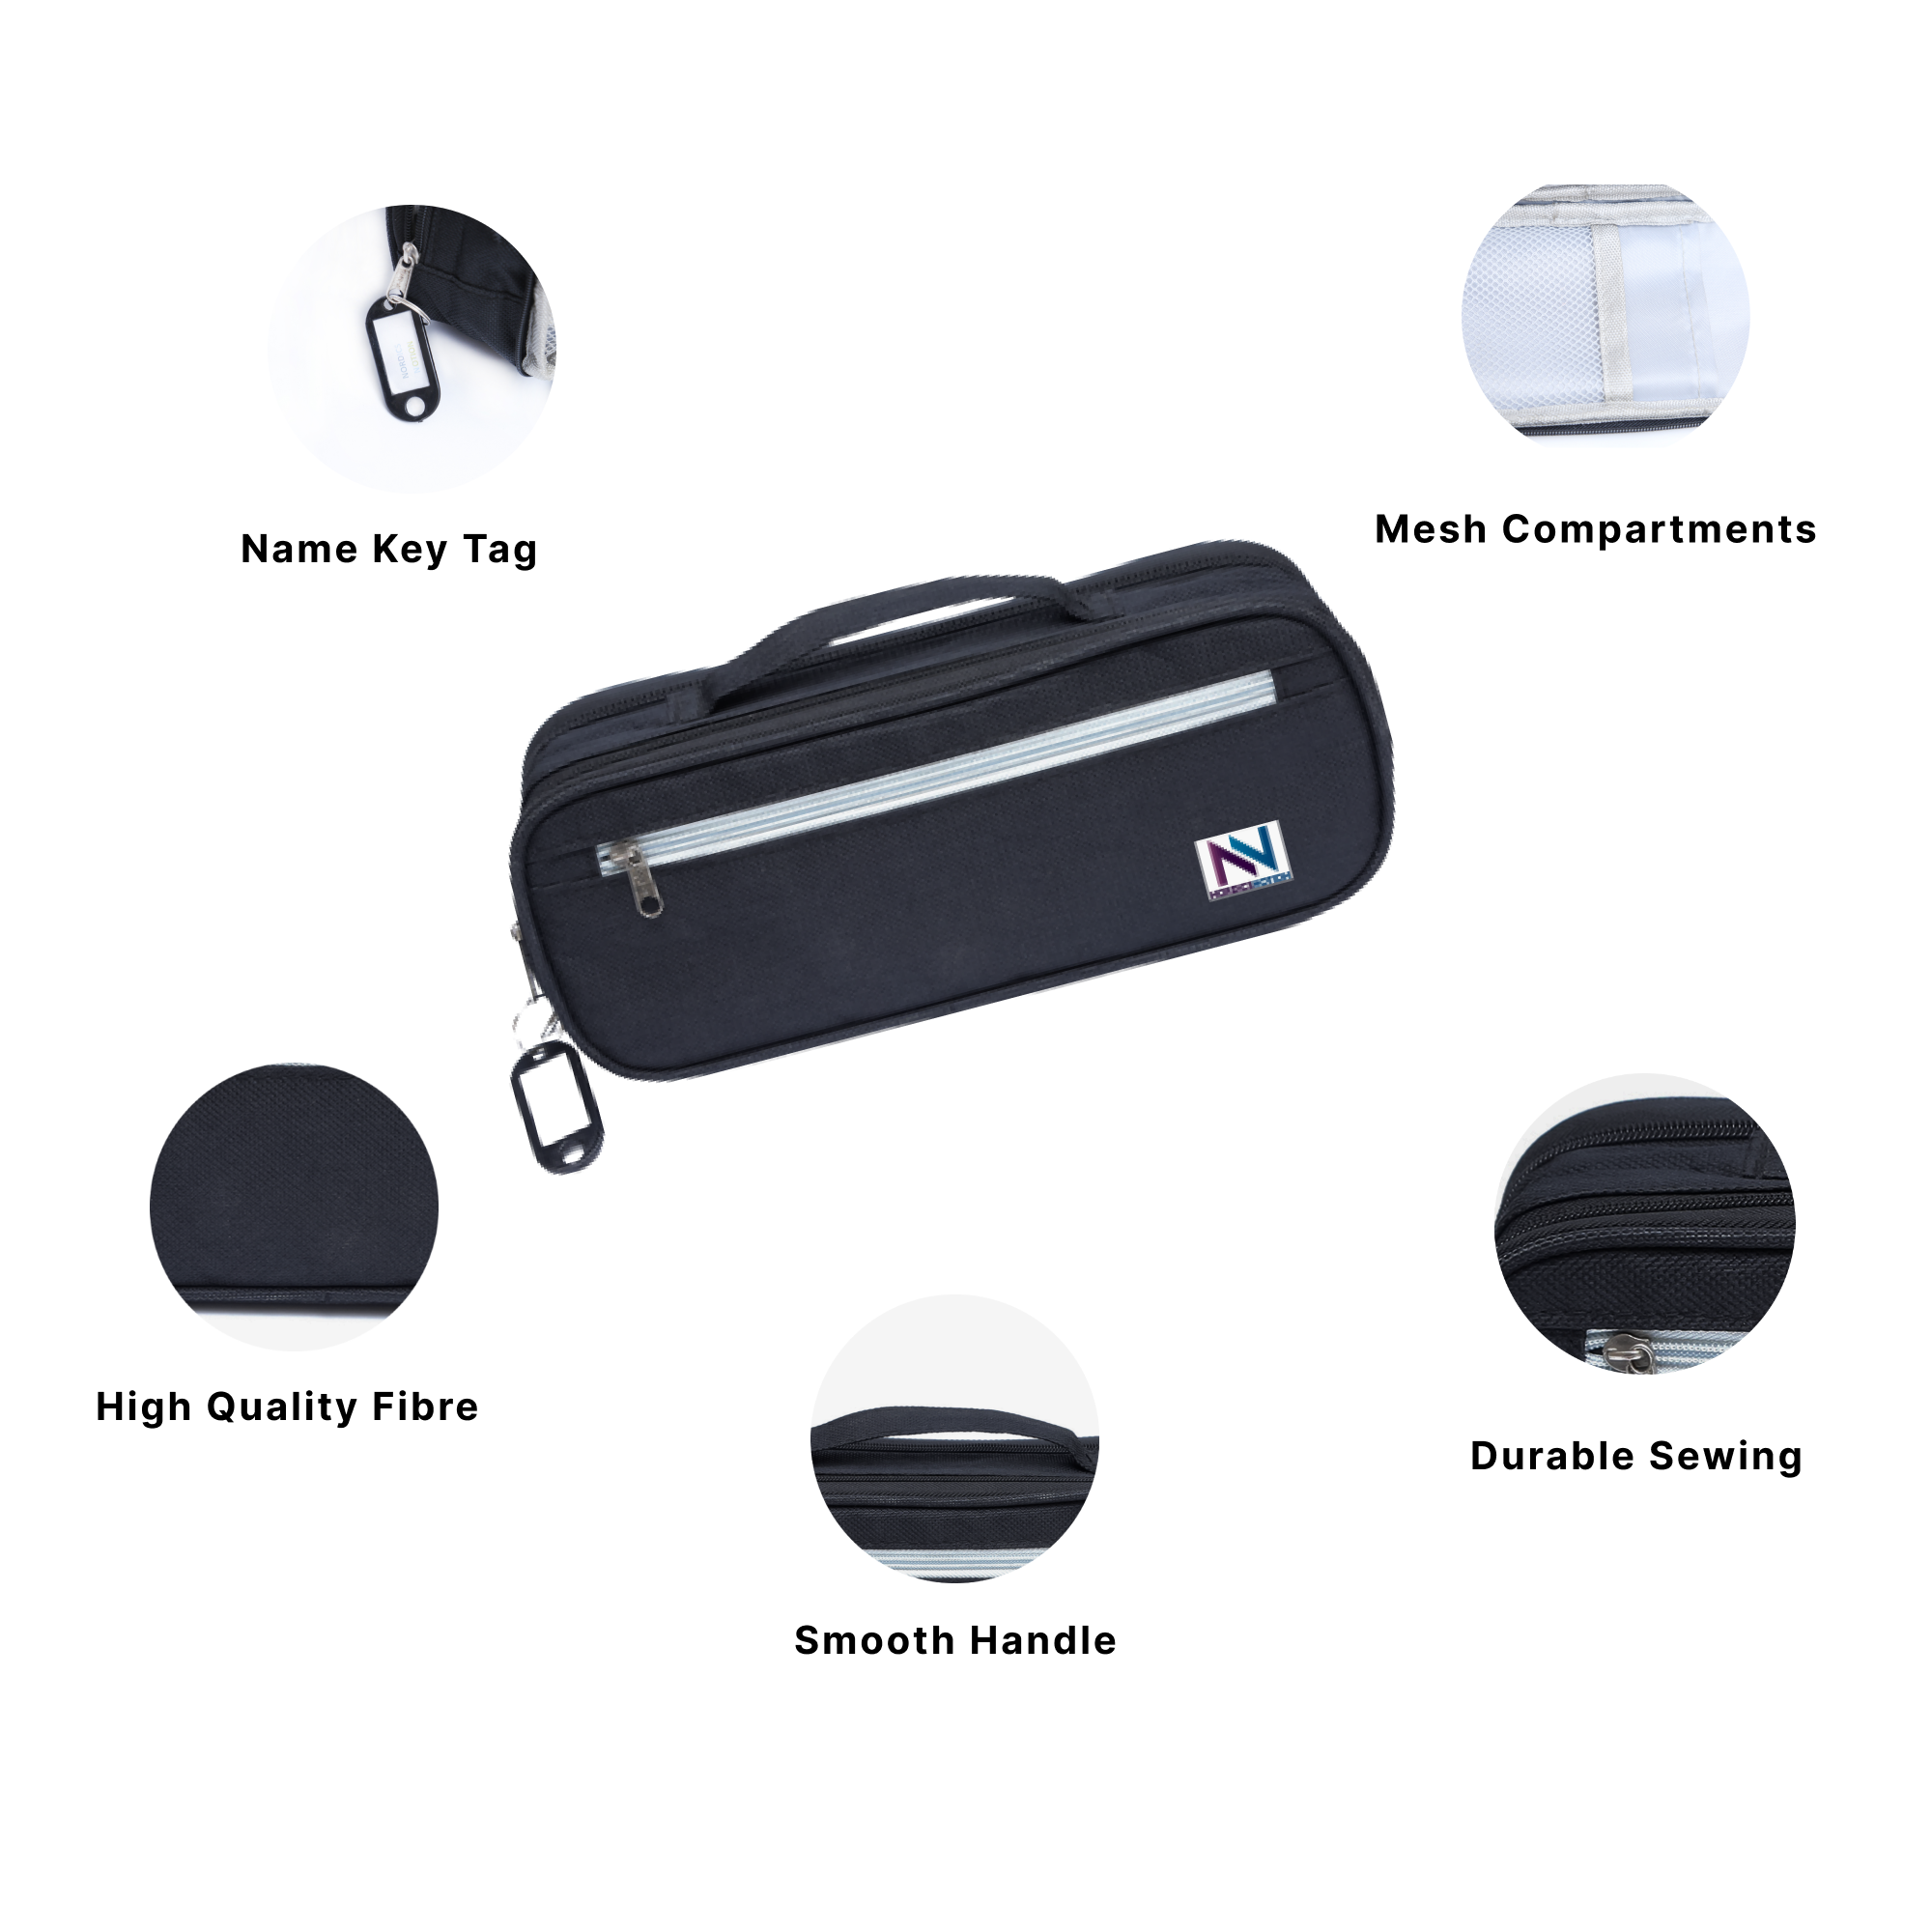 Name Key Tag
Mesh Compartments
High Quality Fibre
Durable Sewing
Smooth Handle